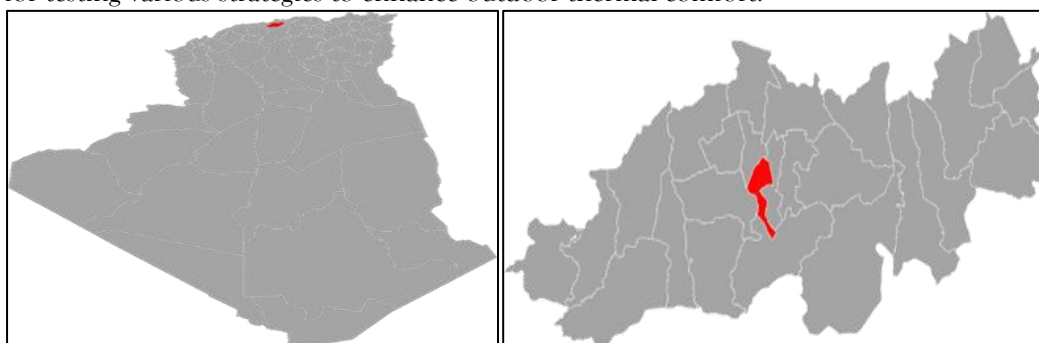 for testing various strategies to enhance outdoor thermal comfort.